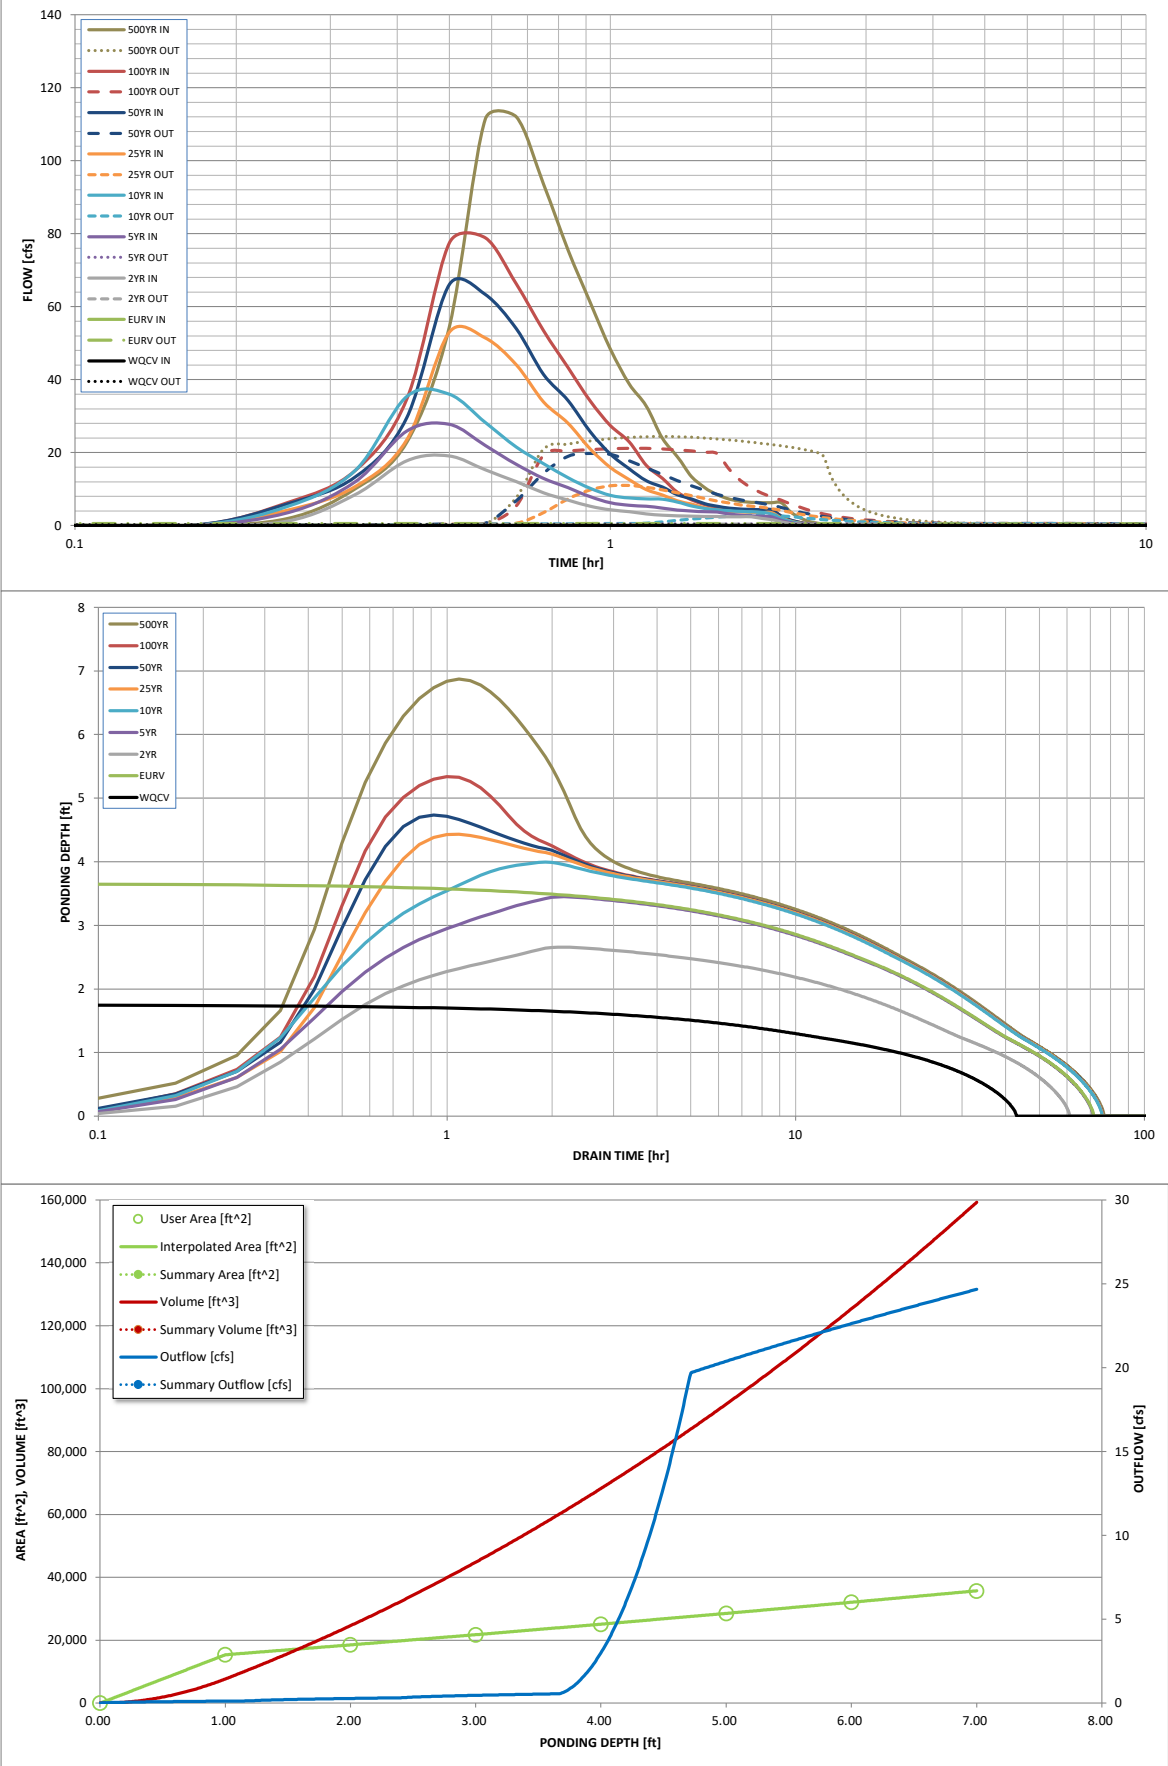 140
120
100
80
60
40
20
0
FLOW [cfs]
500YR IN
500YR OUT
100YR IN
100YR OUT
50YR IN
50YR OUT
25YR IN
25YR OUT
10YR IN
10YR OUT
5YR IN
5YR OUT
2YR IN
2YR OUT
EURV IN
EURV OUT
WQCV IN
WQCV OUT
0.1 1 10
TIME [hr]
8
7
6
5
4
3
2
1
0
PONDING DEPTH [ft]
500YR
100YR
50YR
25YR
10YR
5YR
2YR
EURV
WQCV
0.1 1 10 100
DRAIN TIME [hr]
160,000
140,000
120,000
100,000
80,000
60,000
40,000
20,000
0
AREA [ft^2], VOLUME [ft^3]
User Area [ft^2]
Interpolated Area [ft^2]
Summary Area [ft^2]
Volume [ft^3]
Summary Volume [ft^3]
Outflow [cfs]
Summary Outflow [cfs]
30
25
20
15
10
5
0
OUTFLOW [cfs]
0.00 1.00 2.00 3.00 4.00 5.00 6.00 7.00 8.00
PONDING DEPTH [ft]